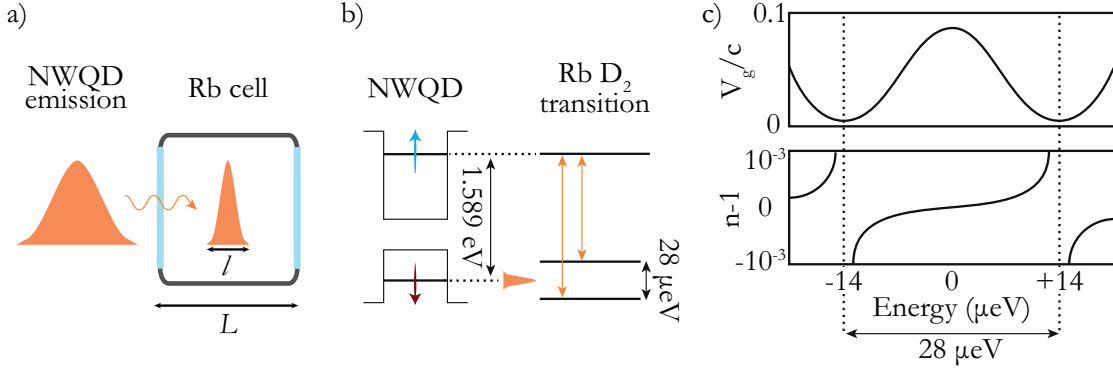 a)
NWQD
emission
Rb cell
l
L
b)
NWQD
Rb D₂
transition
1.589 eV
28 µeV
c)
V_g/c
0.1
0
n-1
10⁻³
0
-10⁻³
-14
0
+14
Energy (µeV)
28 µeV